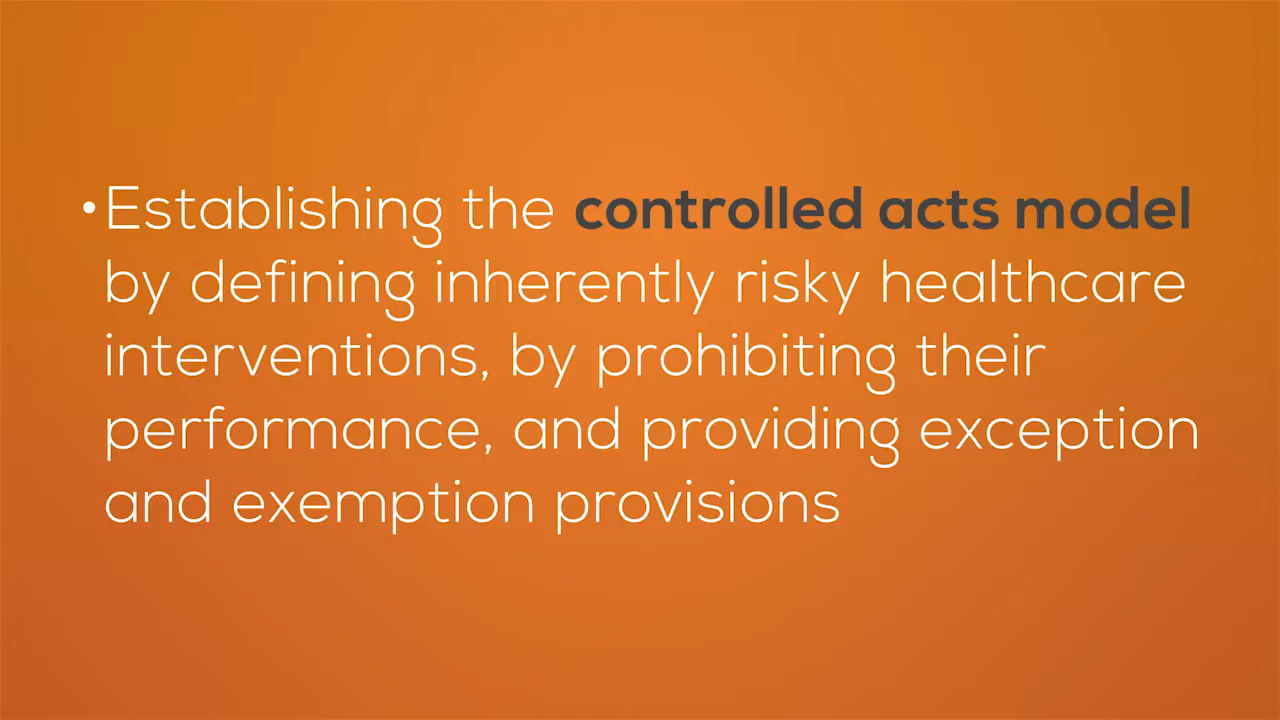 •Establishing the controlled acts model
by defining inherently risky healthcare
interventions, by prohibiting their
performance, and providing exception
and exemption provisions